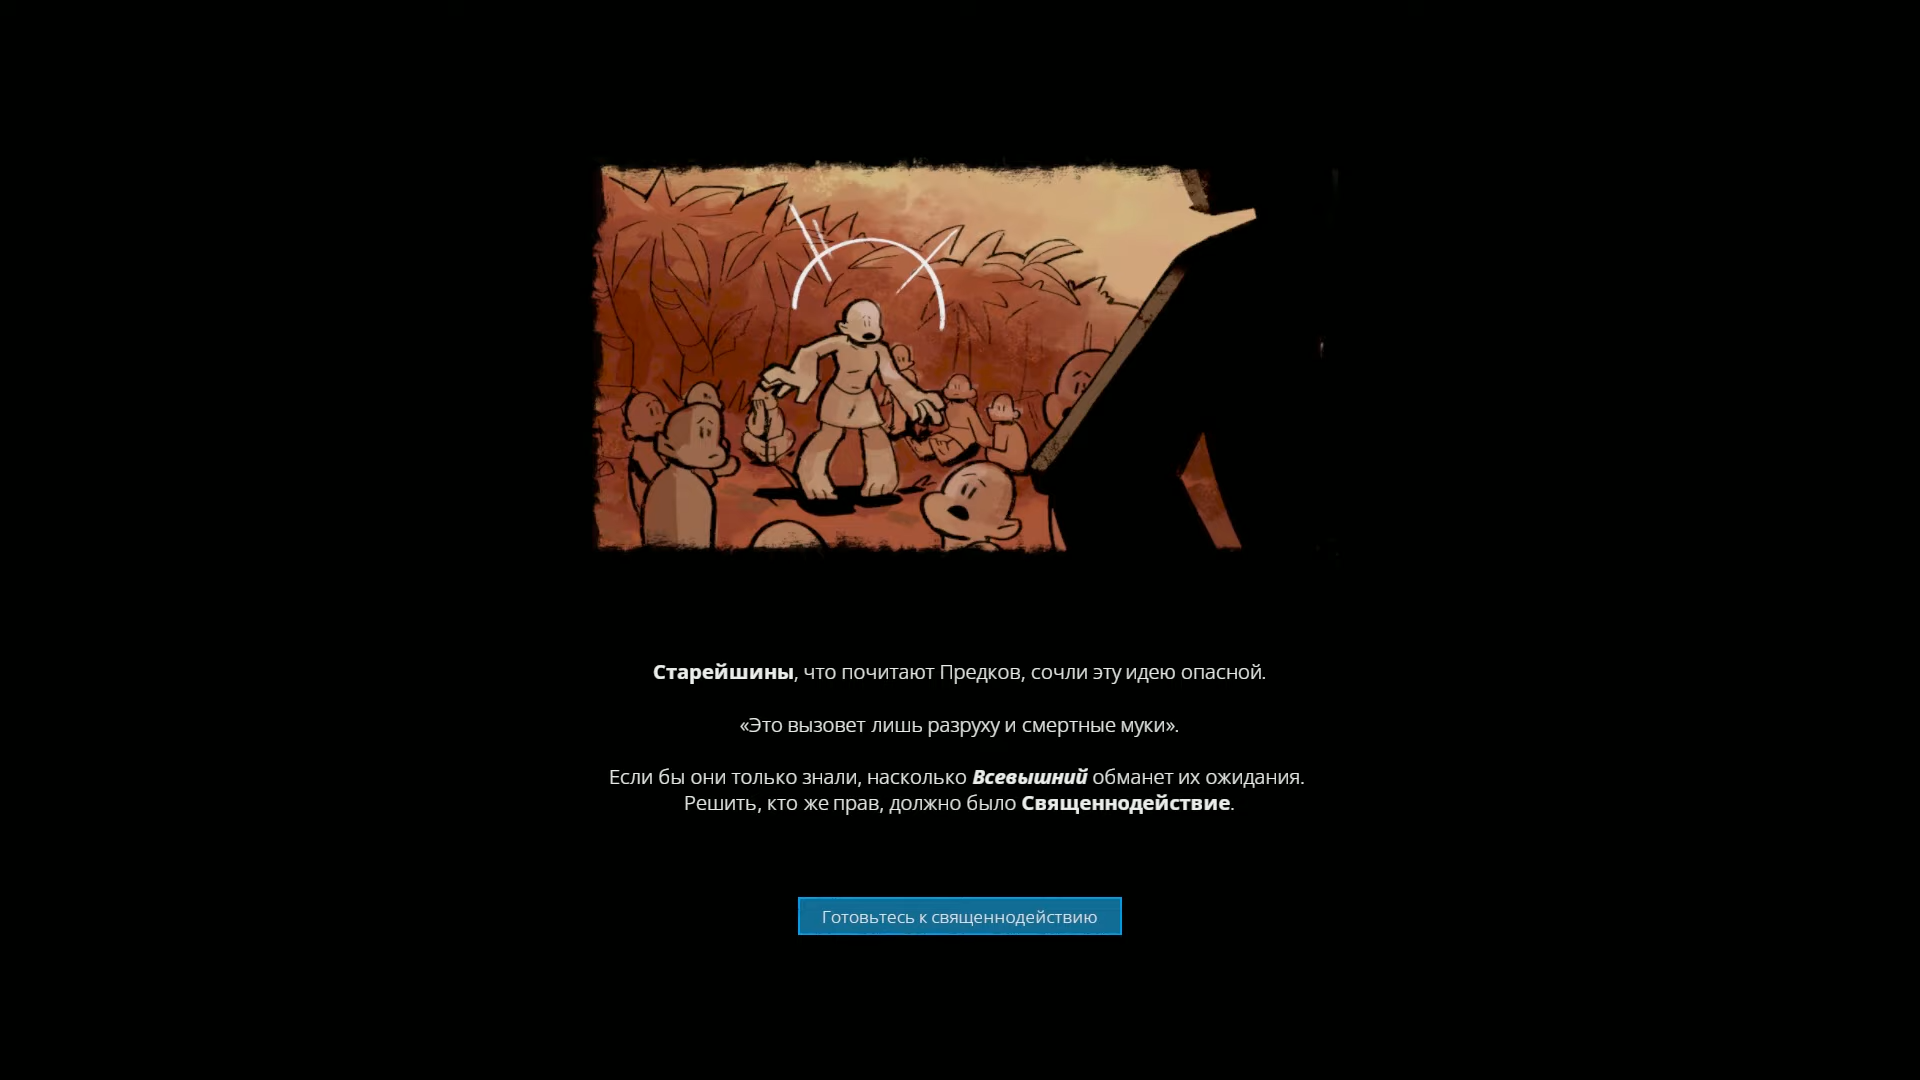 Старейшины, что почитают Предков, сочли эту идею опасной.
«Это вызовет лишь разруху и смертные муки».
Если бы они только знали, насколько Всевышний обманет их ожидания.
Решить, кто же прав, должно было Священнодействие.
Готовьтесь к священнодействию